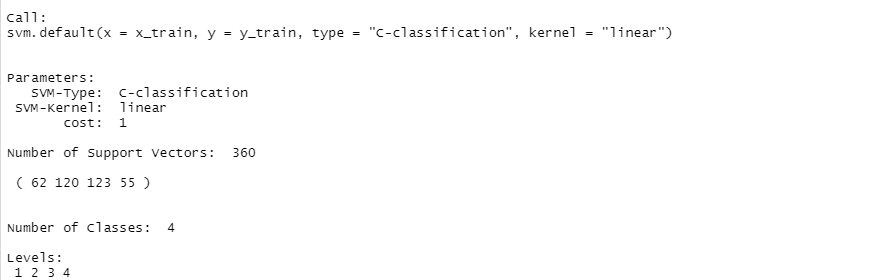 Call:
svm.default(x = x_train, y = y_train, type = "C-classification", kernel = "linear")
Parameters:
SVM-Type:  C-classification
SVM-Kernel:  linear
cost:  1
Number of Support Vectors:  360
( 62 120 123 55 )
Number of Classes:  4
Levels:
1 2 3 4